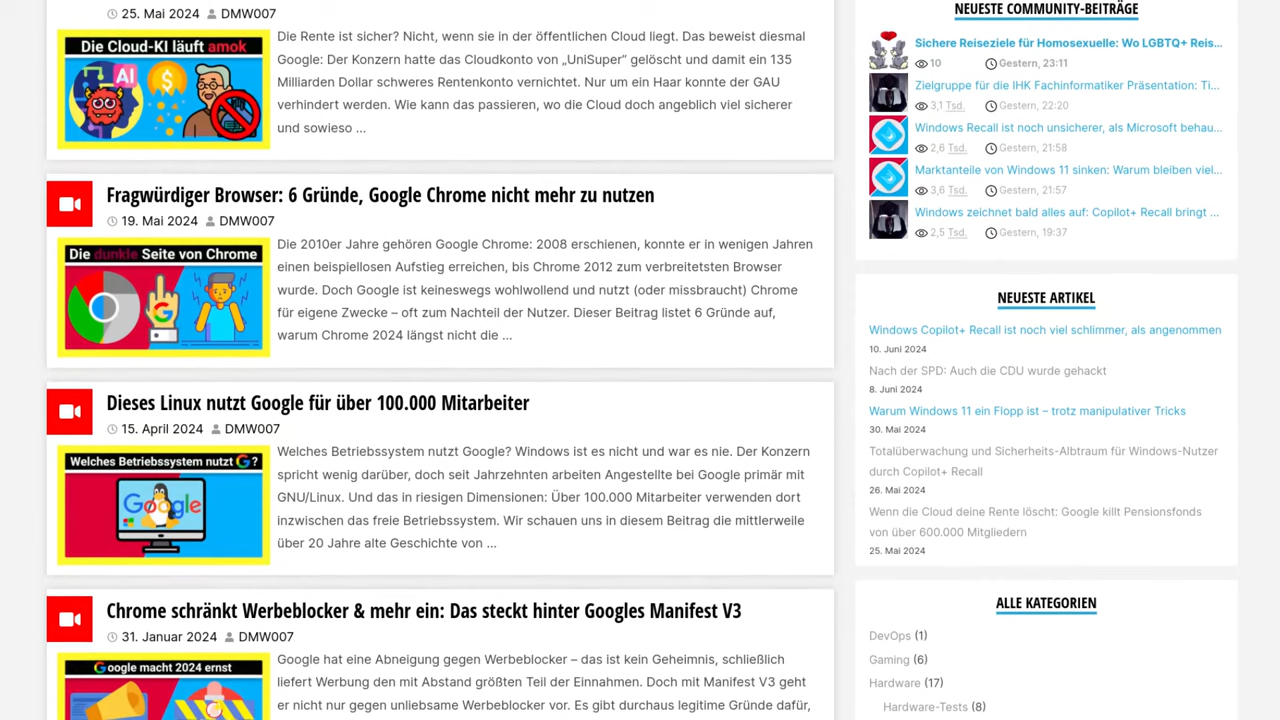 25. Mai 2024 DMW007
Die Cloud-KI läuft amok
AI
Die Rente ist sicher? Nicht, wenn sie in der öffentlichen Cloud liegt. Das beweist diesmal
Google: Der Konzern hatte das Cloudkonto von „UniSuper” gelöscht und damit ein 135
Milliarden Dollar schweres Rentenkonto vernichtet. Nur um ein Haar konnte der GAU
verhindert werden. Wie kann das passieren, wo die Cloud doch angeblich viel sicherer
und sowieso ...
Fragwürdiger Browser: 6 Gründe, Google Chrome nicht mehr zu nutzen
19. Mai 2024 DMW007
Die dunkle Seite von Chrome
G
Die 2010er Jahre gehören Google Chrome: 2008 erschienen, konnte er in wenigen Jahren
einen beispiellosen Aufstieg erreichen, bis Chrome 2012 zum verbreitetsten Browser
wurde. Doch Google ist keineswegs wohlwollend und nutzt (oder missbraucht) Chrome
für eigene Zwecke – oft zum Nachteil der Nutzer. Dieser Beitrag listet 6 Gründe auf,
warum Chrome 2024 längst nicht die ...
Dieses Linux nutzt Google für über 100.000 Mitarbeiter
15. April 2024 DMW007
Welches Betriebssystem nutzt G?
Google
Welches Betriebssystem nutzt Google? Windows ist es nicht und war es nie. Der Konzern
spricht wenig darüber, doch seit Jahrzehnten arbeiten Angestellte bei Google primär mit
GNU/Linux. Und das in riesigen Dimensionen: Über 100.000 Mitarbeiter verwenden dort
inzwischen das freie Betriebssystem. Wir schauen uns in diesem Beitrag die mittlerweile
über 20 Jahre alte Geschichte von ...
Chrome schränkt Werbeblocker & mehr ein: Das steckt hinter Googles Manifest V3
31. Januar 2024 DMW007
Google macht 2024 ernst
Google hat eine Abneigung gegen Werbeblocker – das ist kein Geheimnis, schließlich
liefert Werbung den mit Abstand größten Teil der Einnahmen. Doch mit Manifest V3 geht
er nicht nur gegen unliebsame Werbeblocker vor. Es gibt durchaus legitime Gründe dafür,
NEUESTE COMMUNITY-BEITRÄGE
Sichere Reiseziele für Homosexuelle: Wo LGBTQ+ Reis...
10 Gestern, 23:11
Zielgruppe für die IHK Fachinformatiker Präsentation: Ti...
3,1 Tsd. Gestern, 22:20
Windows Recall ist noch unsicherer, als Microsoft behau...
2,6 Tsd. Gestern, 21:58
Marktanteile von Windows 11 sinken: Warum bleiben viel...
3,6 Tsd. Gestern, 21:57
Windows zeichnet bald alles auf: Copilot+ Recall bringt ...
2,5 Tsd. Gestern, 19:37
NEUESTE ARTIKEL
Windows Copilot+ Recall ist noch viel schlimmer, als angenommen
10. Juni 2024
Nach der SPD: Auch die CDU wurde gehackt
8. Juni 2024
Warum Windows 11 ein Flopp ist – trotz manipulativer Tricks
30. Mai 2024
Totalüberwachung und Sicherheits-Albtraum für Windows-Nutzer
durch Copilot+ Recall
26. Mai 2024
Wenn die Cloud deine Rente löscht: Google killt Pensionsfonds
von über 600.000 Mitgliedern
25. Mai 2024
ALLE KATEGORIEN
DevOps (1)
Gaming (6)
Hardware (17)
Hardware-Tests (8)